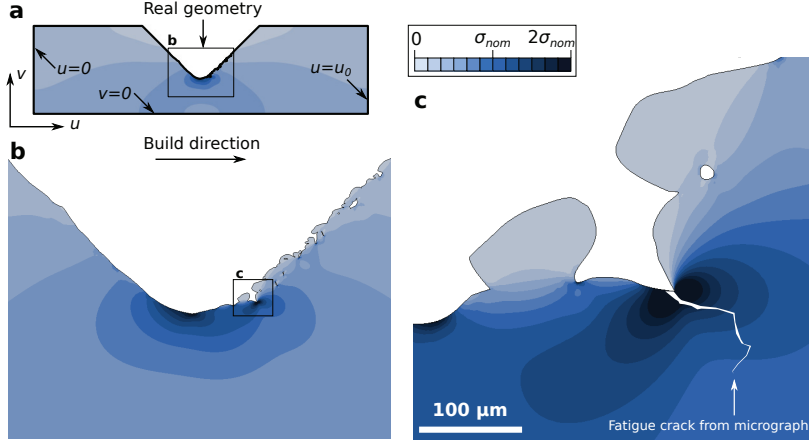 a
Real geometry
b
u=0
u=u₀
v=0
v
u
0 σnom 2σnom
c
b
Build direction
c
100 μm
Fatigue crack from micrograph